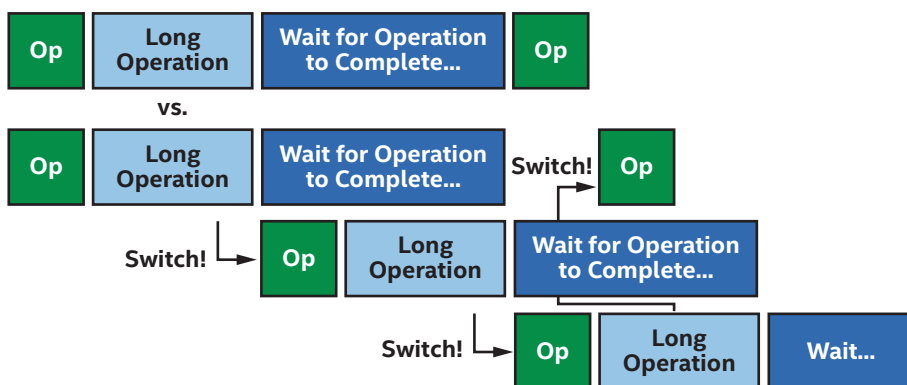 Op
Long
Operation
Wait for Operation
to Complete...
Op
vs.
Op
Long
Operation
Wait for Operation
to Complete...
Switch!
Op
Switch!
Op
Long
Operation
Wait for Operation
to Complete...
Switch!
Op
Long
Operation
Wait...